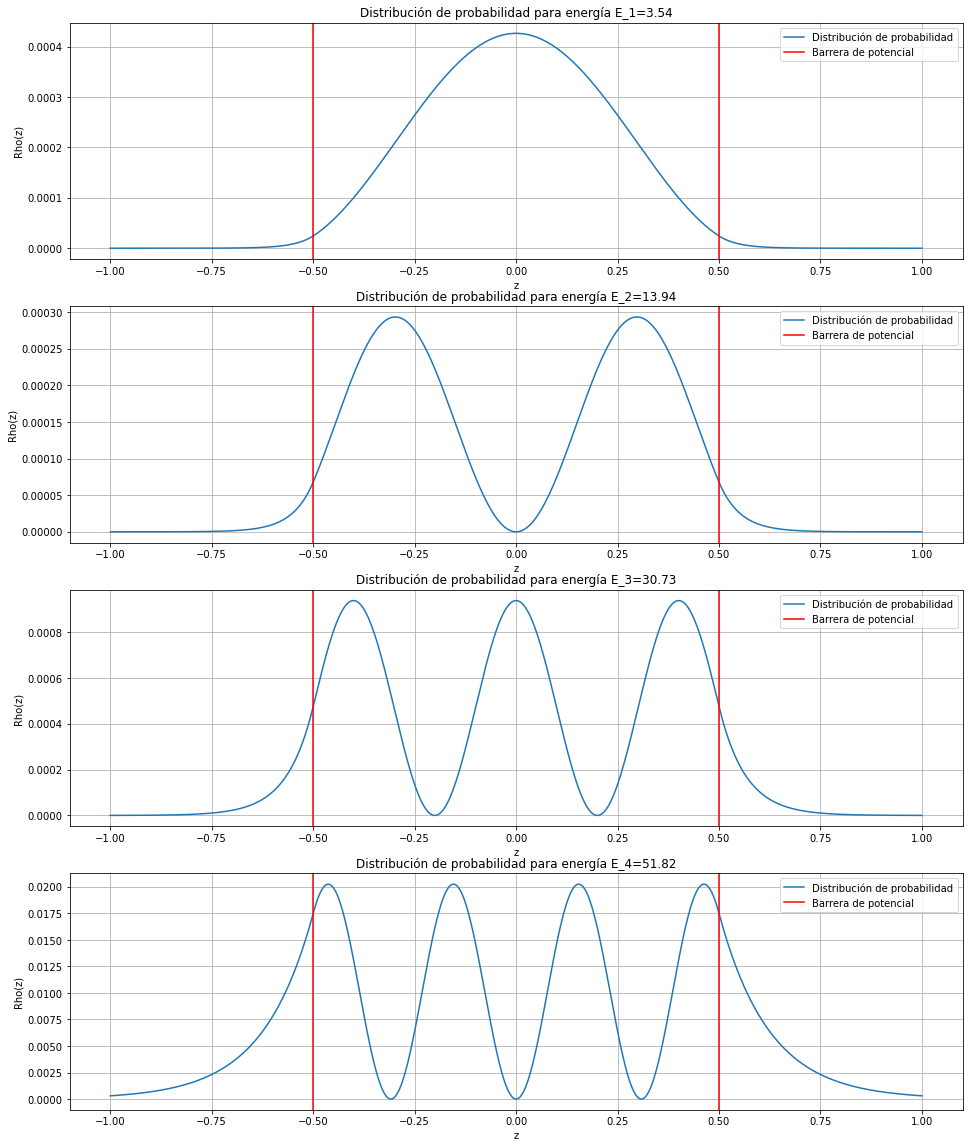 Distribución de probabilidad para energía E_1=3.54
Distribución de probabilidad
Barrera de potencial
0.0004
0.0003
0.0002
0.0001
0.0000
Rho(z)
−1.00 −0.75 −0.50 −0.25 0.00 0.25 0.50 0.75 1.00
z
Distribución de probabilidad para energía E_2=13.94
Distribución de probabilidad
Barrera de potencial
0.00030
0.00025
0.00020
0.00015
0.00010
0.00005
0.00000
Rho(z)
−1.00 −0.75 −0.50 −0.25 0.00 0.25 0.50 0.75 1.00
z
Distribución de probabilidad para energía E_3=30.73
Distribución de probabilidad
Barrera de potencial
0.0008
0.0006
0.0004
0.0002
0.0000
Rho(z)
−1.00 −0.75 −0.50 −0.25 0.00 0.25 0.50 0.75 1.00
z
Distribución de probabilidad para energía E_4=51.82
Distribución de probabilidad
Barrera de potencial
0.0200
0.0175
0.0150
0.0125
0.0100
0.0075
0.0050
0.0025
0.0000
Rho(z)
−1.00 −0.75 −0.50 −0.25 0.00 0.25 0.50 0.75 1.00
z